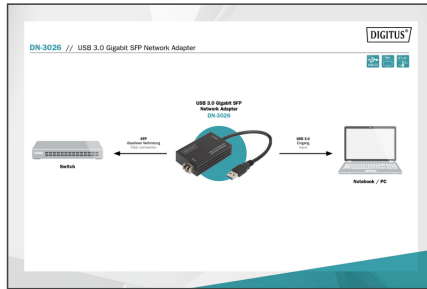 DIGITUS®
DN-3026 // USB 3.0 Gigabit SFP Network Adapter
USB 3.0 Gigabit SFP
Network Adapter
DN-3026
SFP
Glasfaser Verbindung
Fiber connection
USB 3.0
Eingang
Input
Switch
Notebook / PC